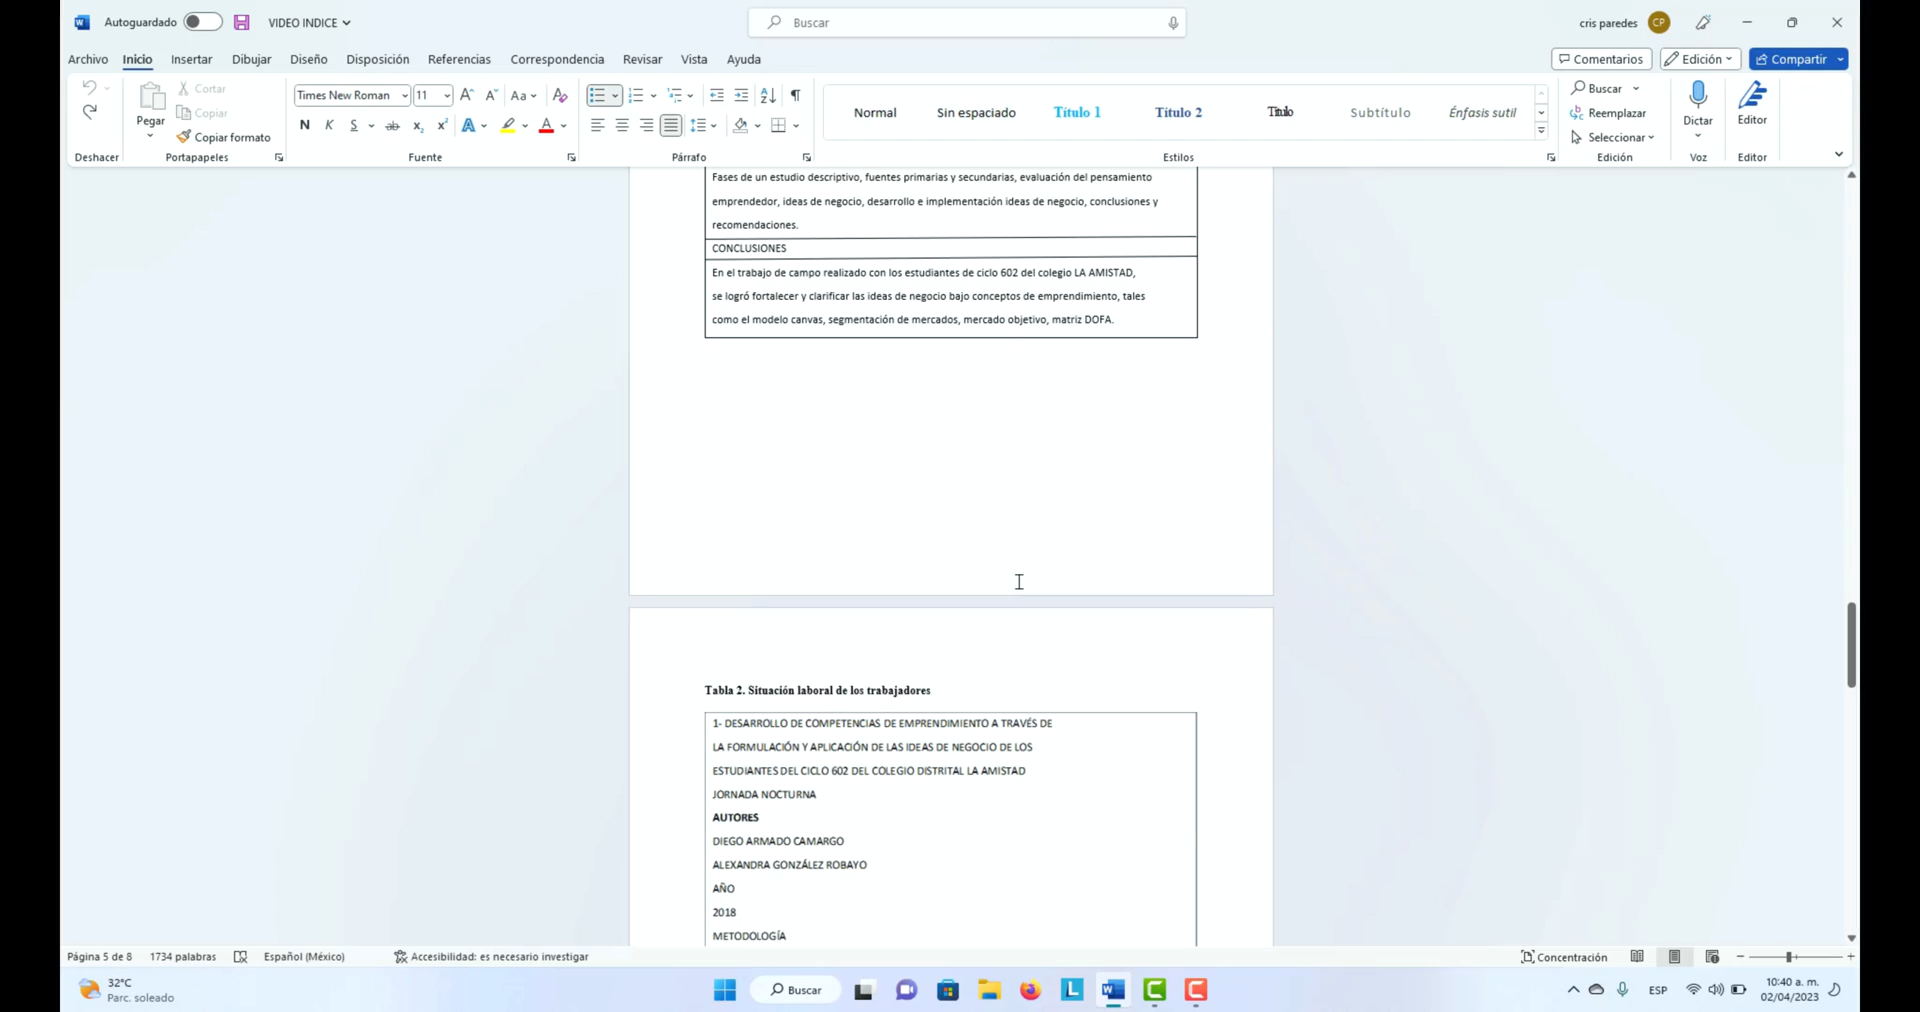 Autoguardado
VIDEO INDICE
Buscar
cris paredes
CP
Archivo Inicio Insertar Dibujar Diseño Disposición Referencias Correspondencia Revisar Vista Ayuda
Comentarios Edición Compartir
Pegar
Cortar
Copiar
Copiar formato
Times New Roman 11
Aa
N K S ab x₂ x² A A
Normal
Sin espaciado
Título 1
Título 2
Título
Subtítulo
Énfasis sutil
Buscar
Reemplazar
Seleccionar
Dictar
Editor
Deshacer Portapapeles Fuente Párrafo Estilos Edición Voz Editor
Fases de un estudio descriptivo, fuentes primarias y secundarias, evaluación del pensamiento
emprendedor, ideas de negocio, desarrollo e implementación ideas de negocio, conclusiones y
recomendaciones.
CONCLUSIONES
En el trabajo de campo realizado con los estudiantes de ciclo 602 del colegio LA AMISTAD,
se logró fortalecer y clarificar las ideas de negocio bajo conceptos de emprendimiento, tales
como el modelo canvas, segmentación de mercados, mercado objetivo, matriz DOFA.
Tabla 2. Situación laboral de los trabajadores
1- DESARROLLO DE COMPETENCIAS DE EMPRENDIMIENTO A TRAVÉS DE
LA FORMULACIÓN Y APLICACIÓN DE LAS IDEAS DE NEGOCIO DE LOS
ESTUDIANTES DEL CICLO 602 DEL COLEGIO DISTRITAL LA AMISTAD
JORNADA NOCTURNA
AUTORES
DIEGO ARMADO CAMARGO
ALEXANDRA GONZÁLEZ ROBAYO
AÑO
2018
METODOLOGÍA
Página 5 de 8 1734 palabras Español (México) Accesibilidad: es necesario investigar
Concentración
32°C
Parc. soleado
Buscar
ESP
10:40 a. m.
02/04/2023